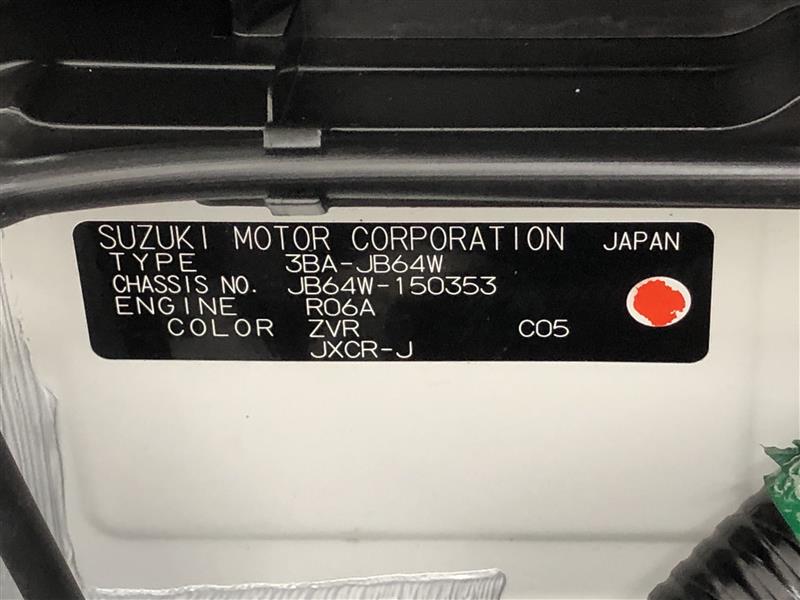 SUZUKI MOTOR CORPORATION JAPAN
TYPE 3BA-JB64W
CHASSIS NO. JB64W-150353
ENGINE R06A
COLOR ZVR C05
JXCR-J